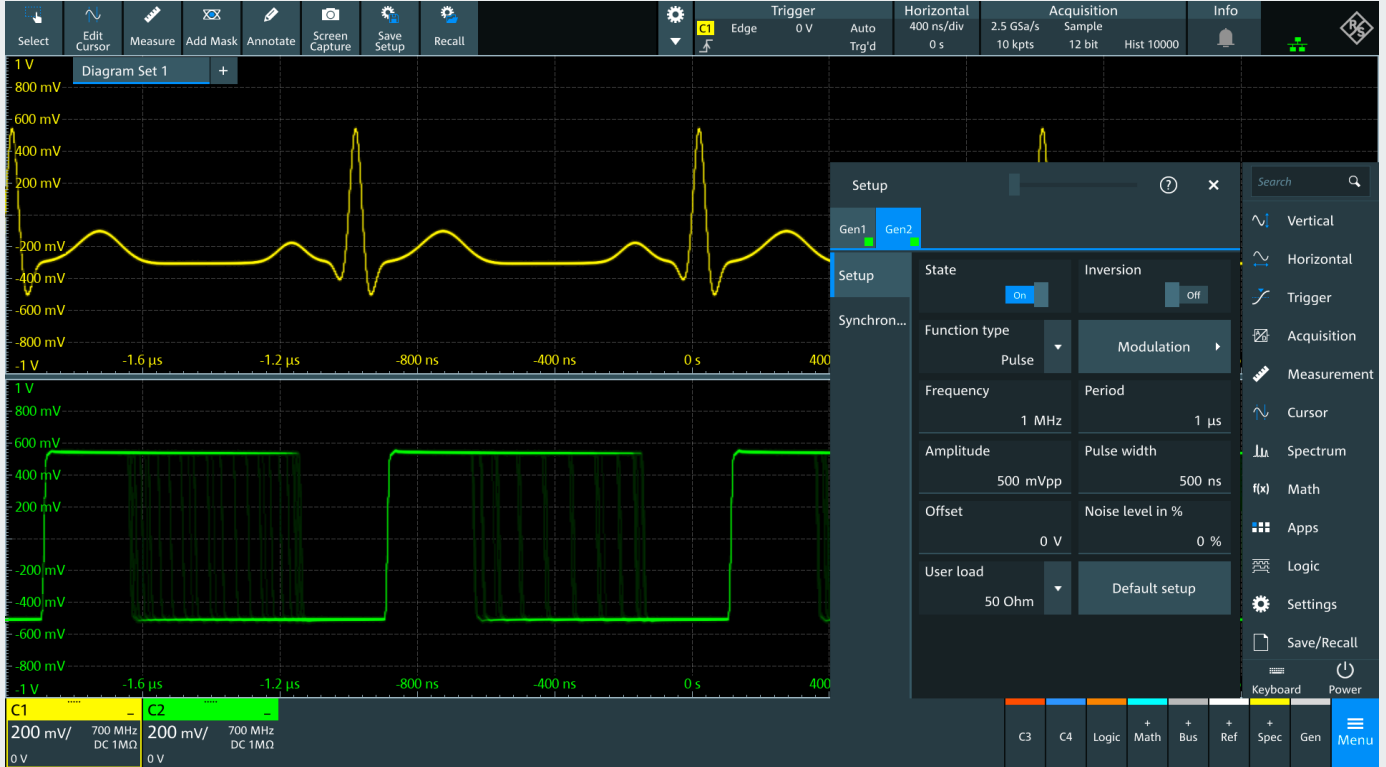 Select
Edit
Cursor
Measure
Add Mask
Annotate
Screen
Capture
Save
Setup
Recall
Trigger
C1 Edge 0 V Auto
Trg'd
Horizontal
400 ns/div
0 s
Acquisition
2.5 GSa/s Sample
10 kpts 12 bit Hist 10000
Info
R&S
Diagram Set 1 +
1 V
800 mV
600 mV
400 mV
200 mV
-200 mV
-400 mV
-600 mV
-800 mV
-1 V
-1.6 µs -1.2 µs -800 ns -400 ns 0 s 400
1 V
800 mV
600 mV
400 mV
200 mV
-200 mV
-400 mV
-600 mV
-800 mV
-1 V
-1.6 µs -1.2 µs -800 ns -400 ns 0 s 400
Setup ?
Gen1 Gen2
Setup
Synchron...
State
On
Inversion
Off
Function type
Pulse
Modulation
Frequency
1 MHz
Period
1 µs
Amplitude
500 mVpp
Pulse width
500 ns
Offset
0 V
Noise level in %
0 %
User load
50 Ohm
Default setup
Search
Vertical
Horizontal
Trigger
Acquisition
Measurement
Cursor
Spectrum
f(x) Math
Apps
Logic
Settings
Save/Recall
Keyboard Power
C1
200 mV/ 700 MHz
DC 1MΩ
0 V
C2
200 mV/ 700 MHz
DC 1MΩ
0 V
C3
C4
Logic
+
Math
+
Bus
+
Ref
+
Spec
Gen
Menu